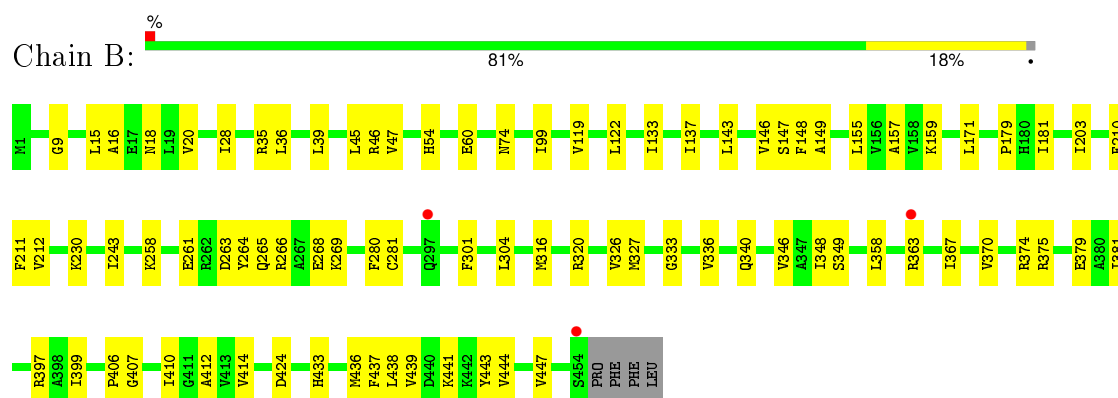 %
Chain B:
81% 18% •
M1 G9 L15 A16 E17 N18 L19 V20 I28 R35 L36 L39 L45 R46 V47 H54 E60 N74 I99 V119 L122 I133 I137 L143 V146 S147 F148 A149 L155 V156 A157 V158 K159 L171 P179 H180 I181 I203
F211 V212 K230 I243 K258 E261 R262 D263 Y264 Q265 R266 A267 E268 K269 F280 C281 Q297 F301 L304 M316 R320 V326 M327 G333 V336 Q340 V346 A347 I348 S349 L358 R363 I367 V370 R374 R375 E379 A380
R397 A398 I399 P406 G407 I410 G411 A412 V413 V414 D424 H433 M436 F437 L438 V439 D440 K441 K442 Y443 V444 V447 S454 PRO PHE PHE LEU